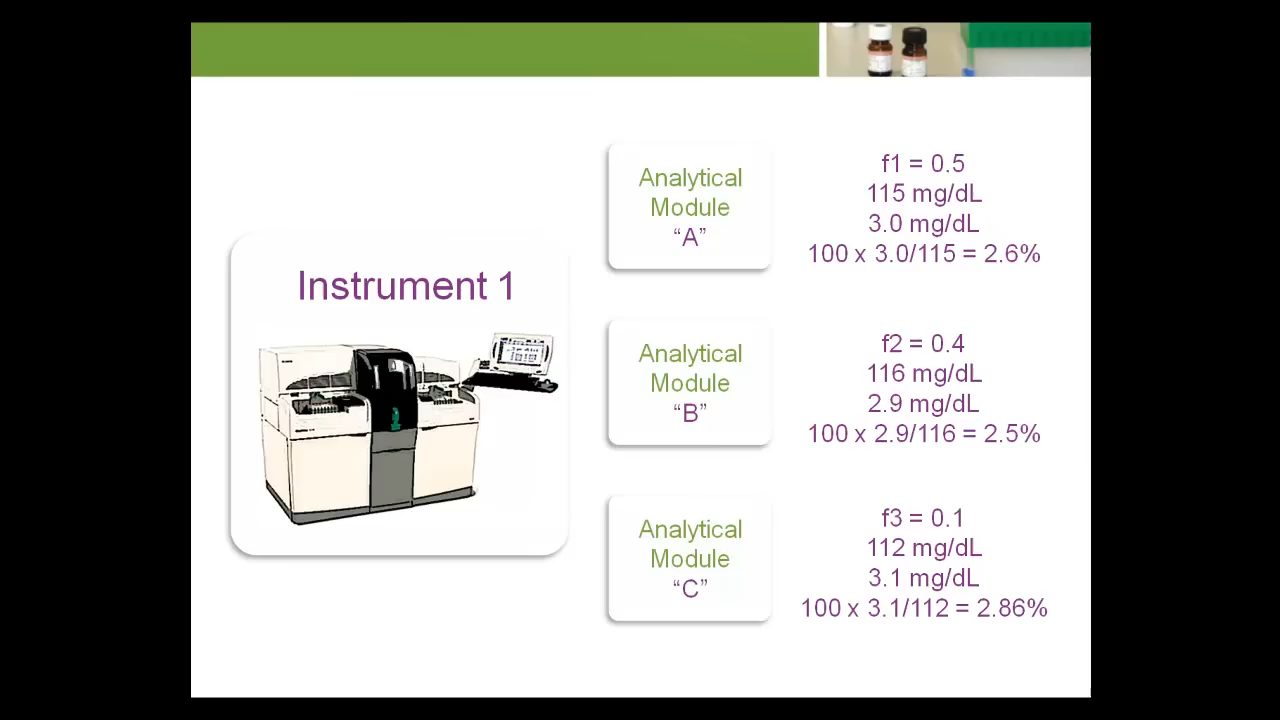 Instrument 1
Analytical
Module
“A”
f1 = 0.5
115 mg/dL
3.0 mg/dL
100 x 3.0/115 = 2.6%
Analytical
Module
“B”
f2 = 0.4
116 mg/dL
2.9 mg/dL
100 x 2.9/116 = 2.5%
Analytical
Module
“C”
f3 = 0.1
112 mg/dL
3.1 mg/dL
100 x 3.1/112 = 2.86%